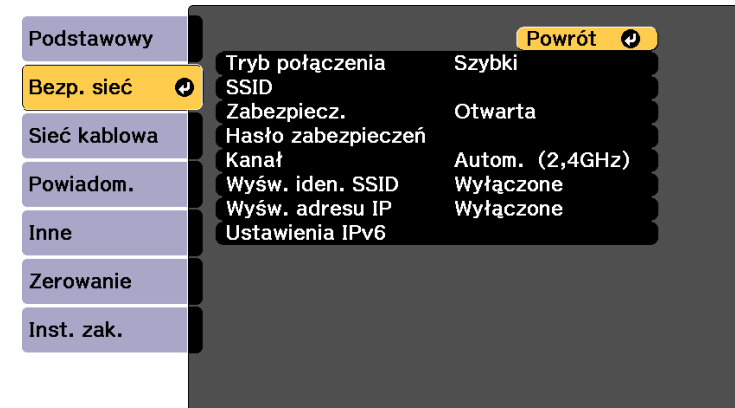 Podstawowy
Bezp. sieć
Sieć kablowa
Powiadom.
Inne
Zerowanie
Inst. zak.
Powrót
Tryb połączenia Szybki
SSID
Zabezpiecz. Otwarta
Hasło zabezpieczeń
Kanał Autom. (2,4GHz)
Wyśw. iden. SSID Wyłączone
Wyśw. adresu IP Wyłączone
Ustawienia IPv6